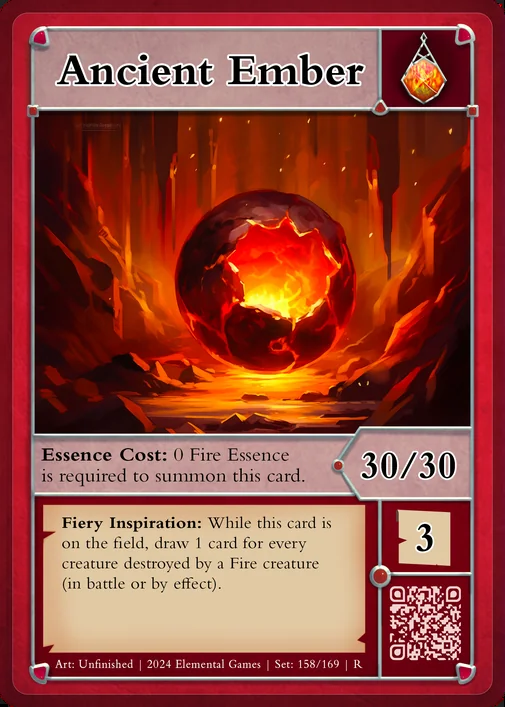 Ancient Ember
Essence Cost: 0 Fire Essence
is required to summon this card.
30/30
Fiery Inspiration: While this card is
on the field, draw 1 card for every
creature destroyed by a Fire creature
(in battle or by effect).
3
Art: Unfinished | 2024 Elemental Games | Set: 158/169 | R